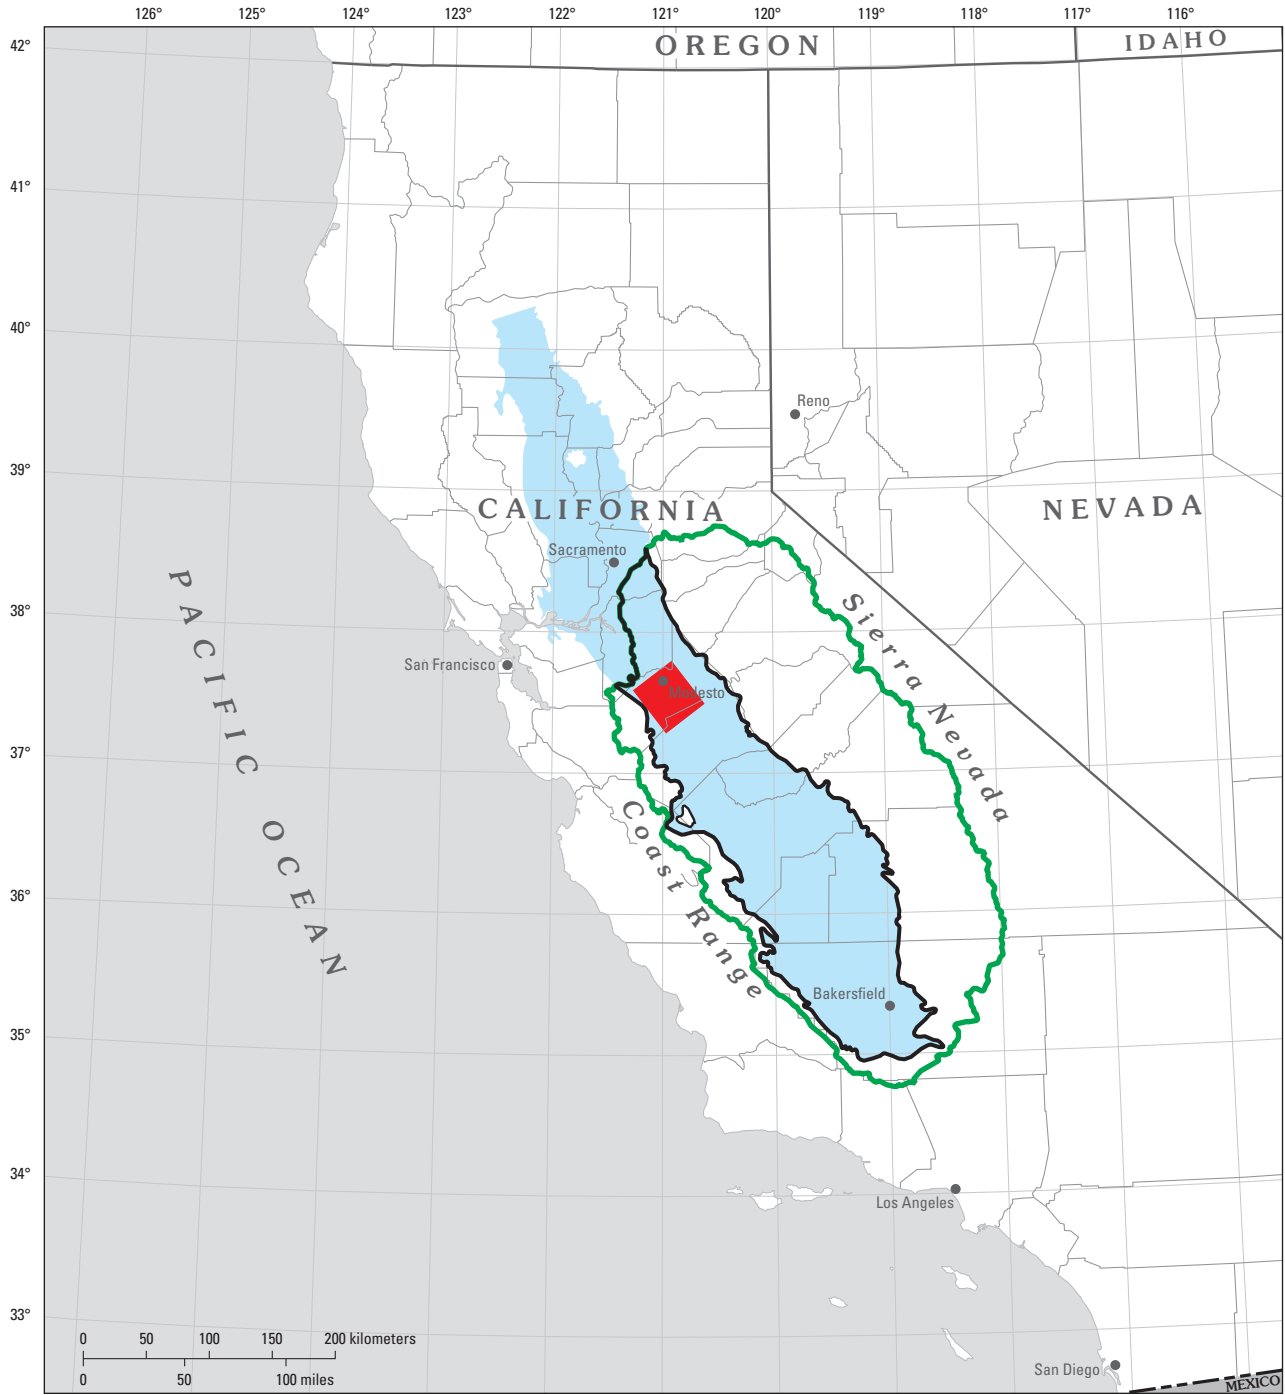 126° 125° 124° 123° 122° 121° 120° 119° 118° 117° 116°
42°
OREGON
IDAHO
41°
40°
Reno
39°
CALIFORNIA
NEVADA
Sacramento
PACIFIC OCEAN
38°
Sierra Nevada
San Francisco
Modesto
37°
Coast Range
36°
Bakersfield
35°
34°
Los Angeles
33°
0 50 100 150 200 kilometers
0 50 100 miles
San Diego
MEXICO